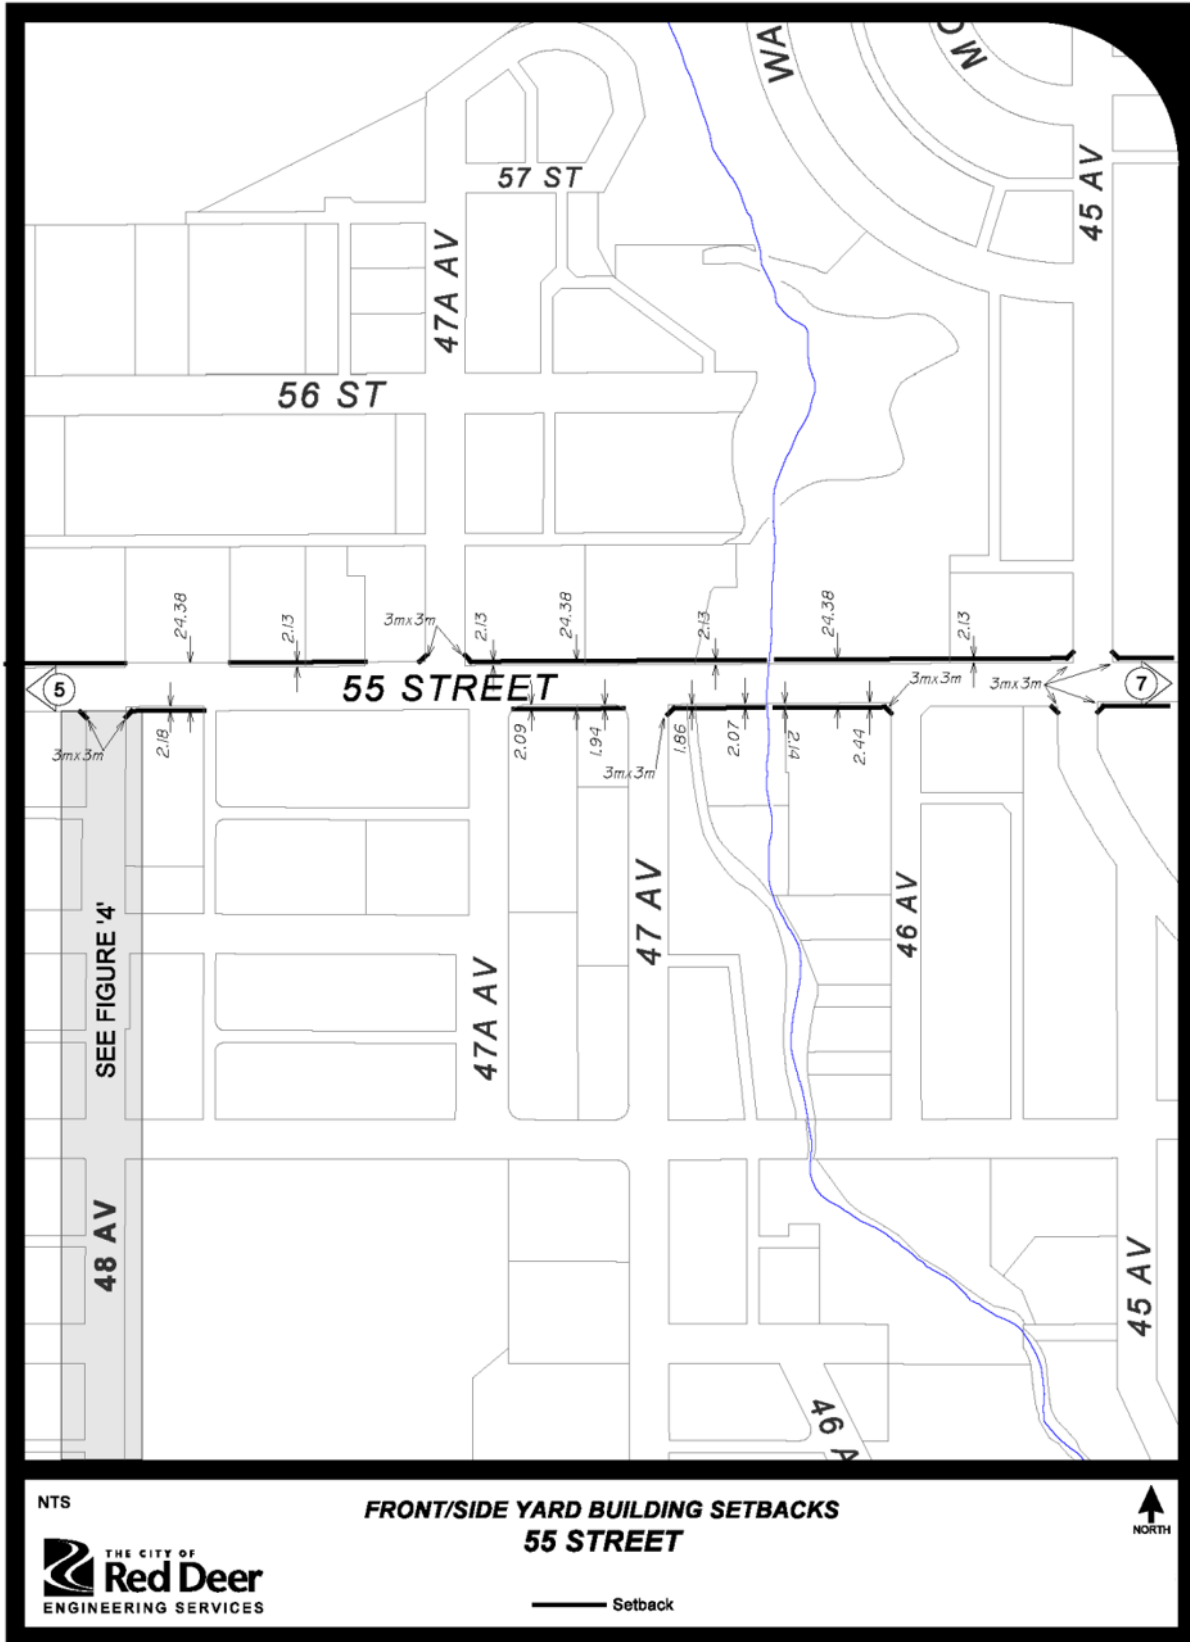 WA
MC
45 AV
57 ST
47A AV
56 ST
24.38
2.13
3mx3m
2.13
24.38
2.13
24.38
2.13
5
55 STREET
3mx3m
3mx3m
7
3mx3m
2.18
2.09
1.94
3mx3m
1.86
2.07
2.14
2.44
SEE FIGURE '4'
47 AV
46 AV
47A AV
48 AV
45 AV
46 A
NTS
FRONT/SIDE YARD BUILDING SETBACKS
55 STREET
NORTH
THE CITY OF
Red Deer
ENGINEERING SERVICES
Setback